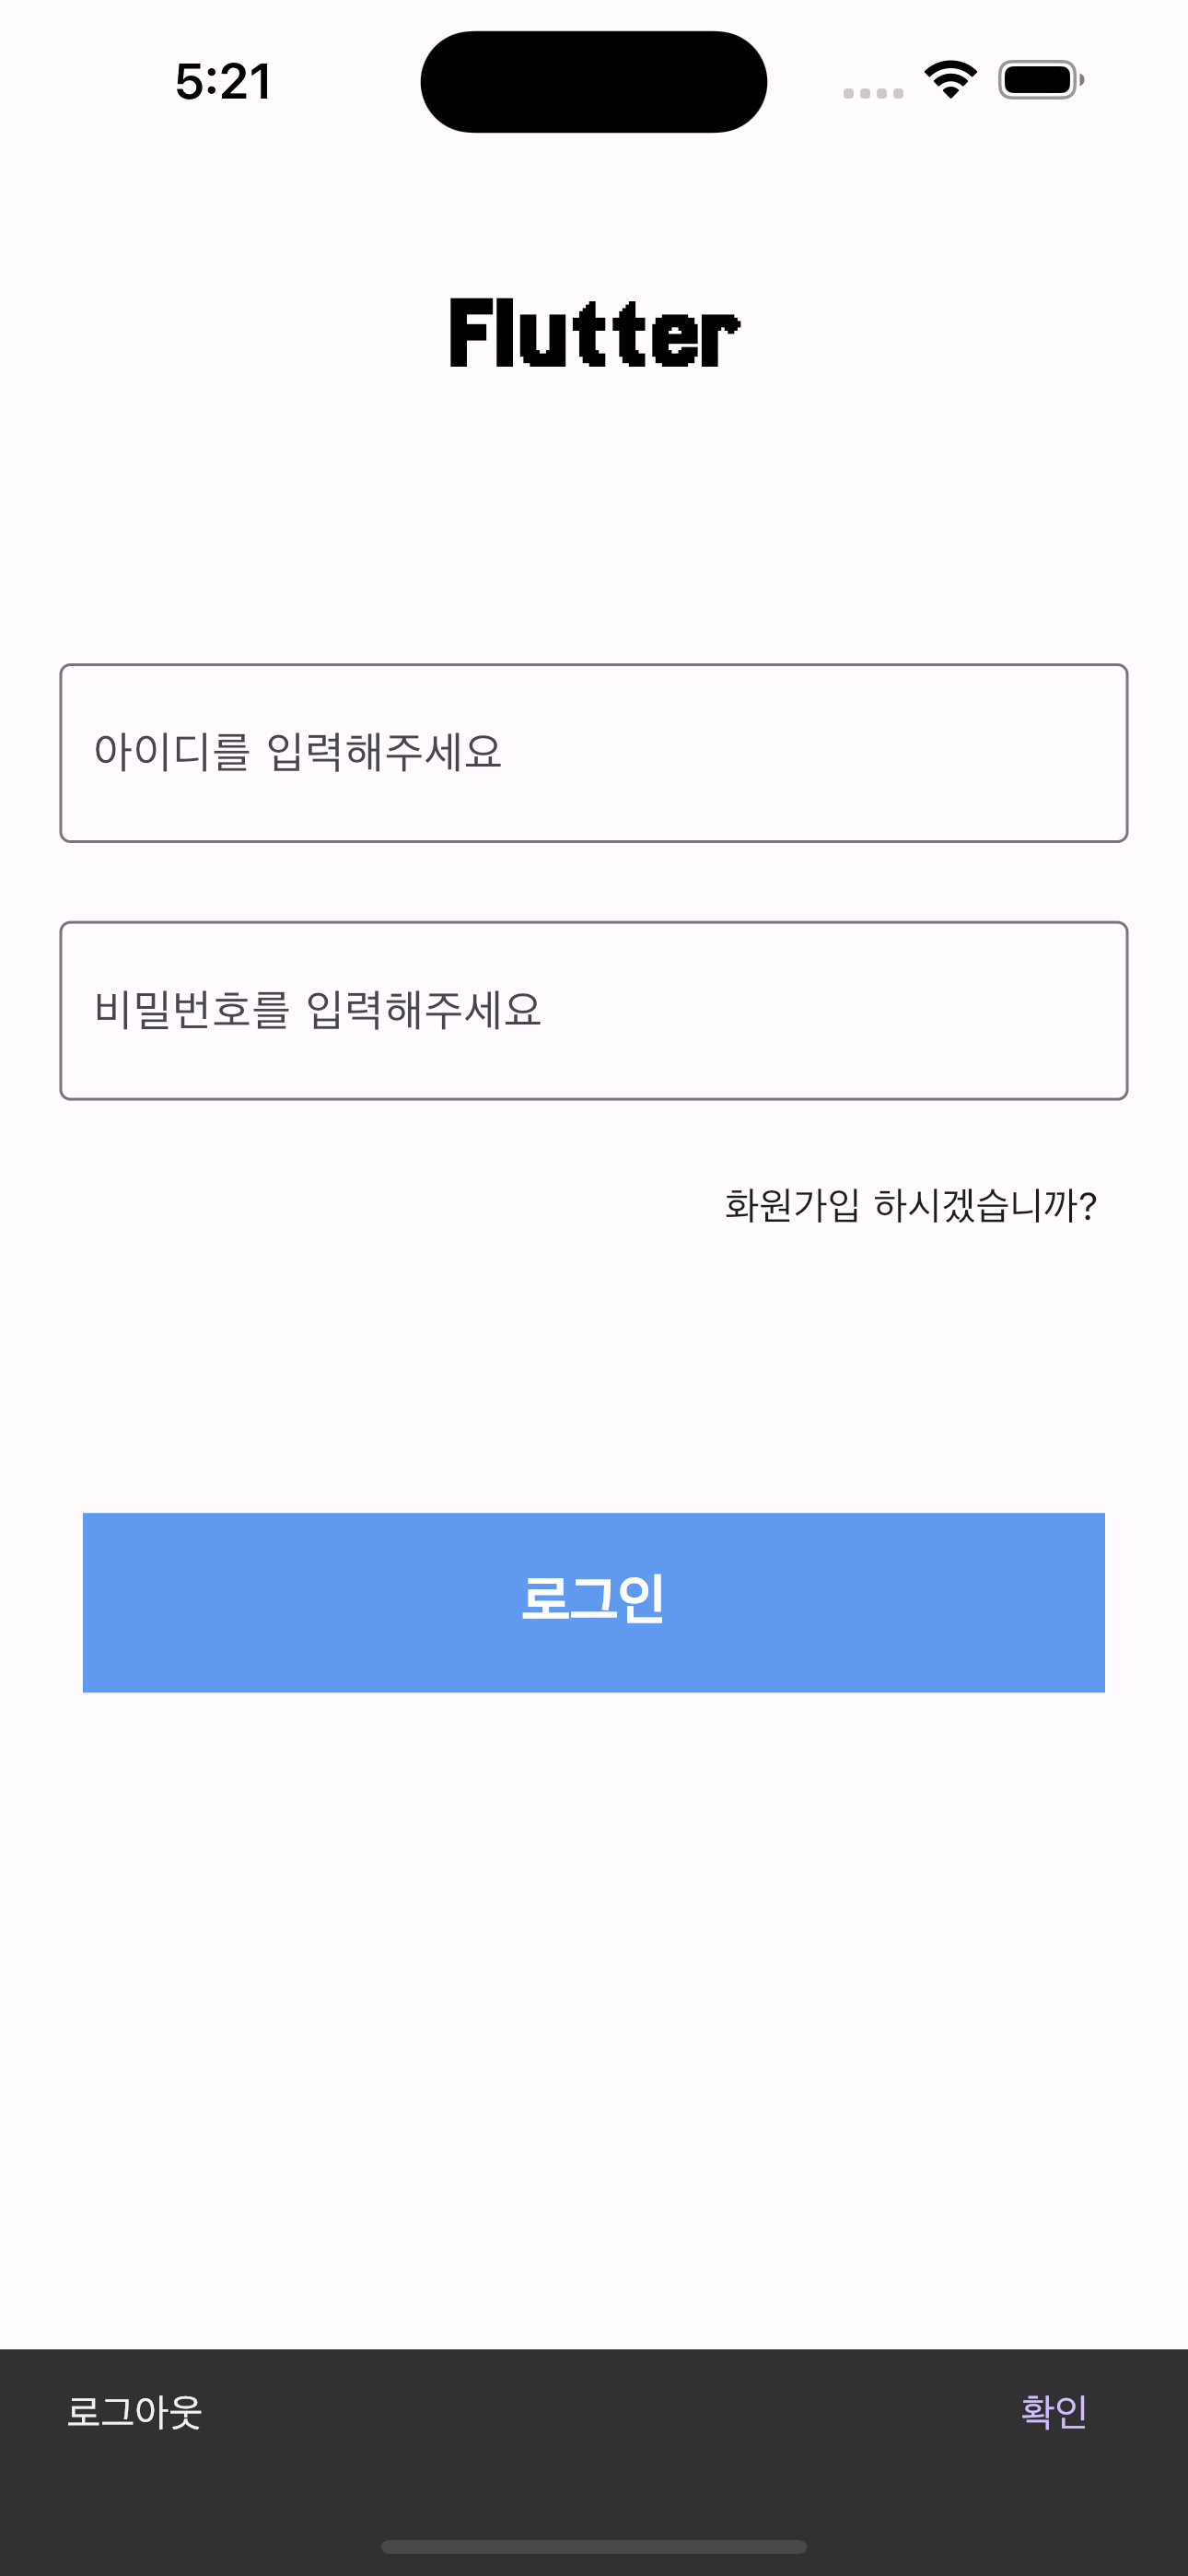 5:21
Flutter
아이디를 입력해주세요
비밀번호를 입력해주세요
화원가입 하시겠습니까?
로그인
로그아웃 확인